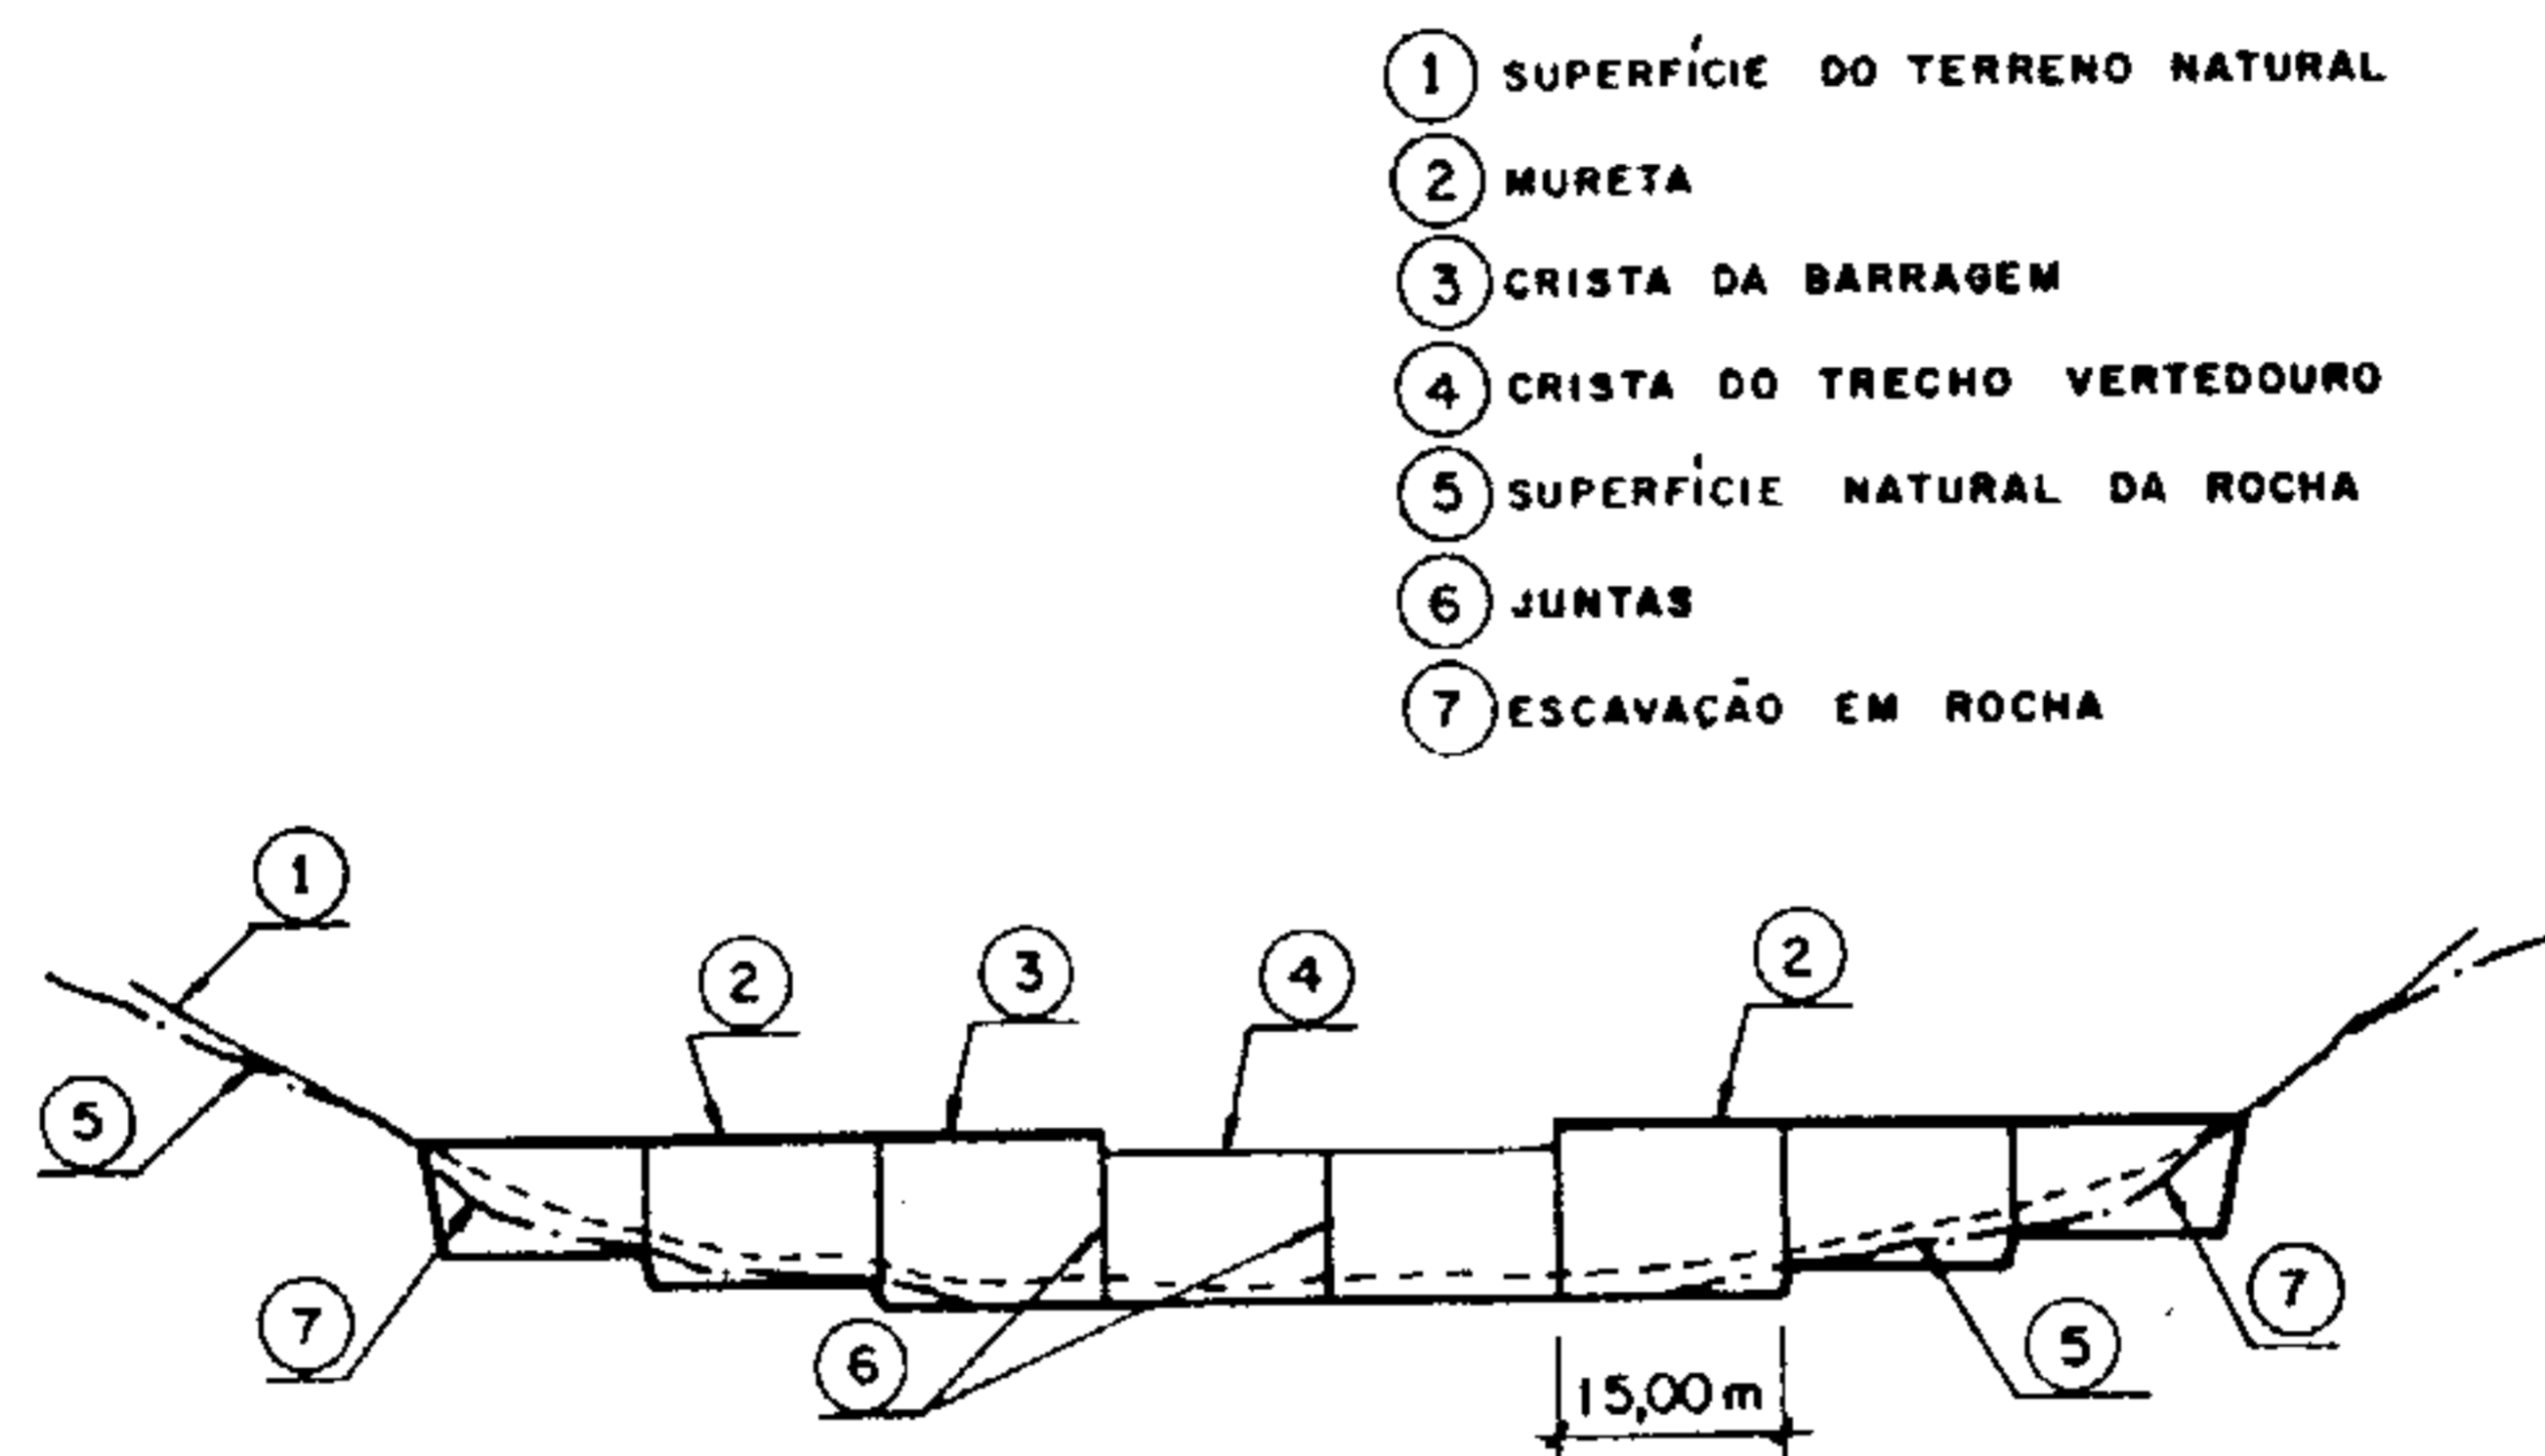 1 SUPERFÍCIE DO TERRENO NATURAL
2 MURETA
3 CRISTA DA BARRAGEM
4 CRISTA DO TRECHO VERTEDOURO
5 SUPERFÍCIE NATURAL DA ROCHA
6 JUNTAS
7 ESCAVAÇÃO EM ROCHA
1
2
3
4
2
5
7
6
15,00 m
5
7